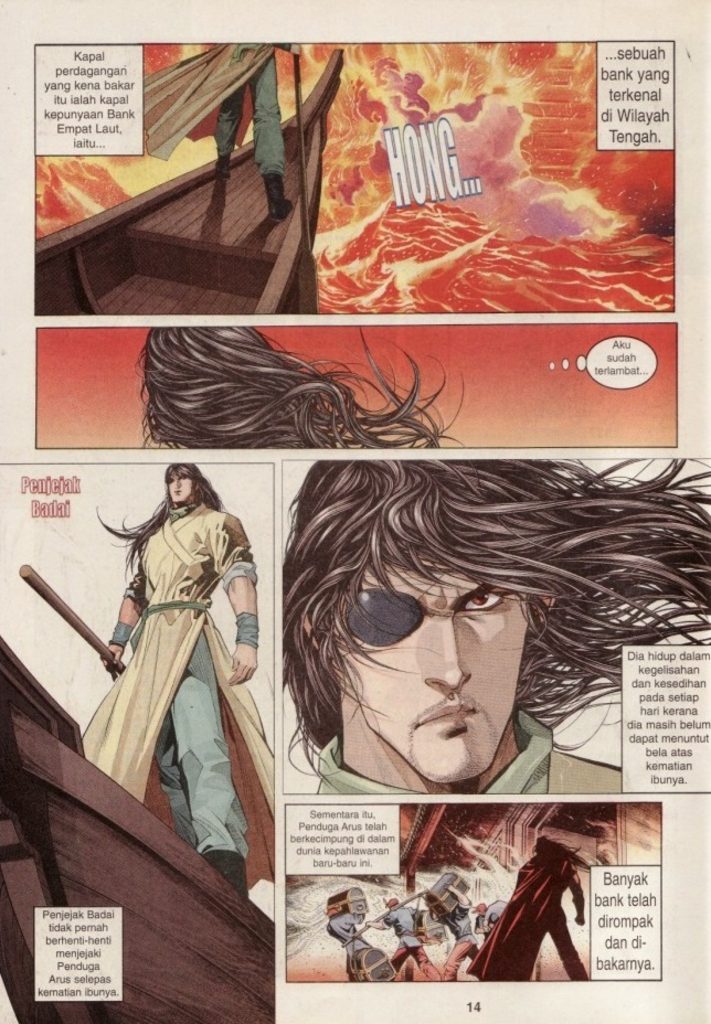 Kapal
perdagangan
yang kena bakar
itu ialah kapal
kepunyaan Bank
Empat Laut,
iaitu...
...sebuah
bank yang
terkenal
di Wilayah
Tengah.
HONG...
Aku
sudah
terlambat...
Penjejak
Badai
Dia hidup dalam
kegelisahan
dan kesedihan
pada setiap
hari kerana
dia masih belum
dapat menuntut
bela atas
kematian
ibunya.
Penjejak Badai
tidak pernah
berhenti-henti
menjejaki
Penduga
Arus selepas
kematian ibunya.
Sementara itu,
Penduga Arus telah
berkecimpung di dalam
dunia kepahlawanan
baru-baru ini.
Banyak
bank telah
dirompak
dan di-
bakarnya.
14